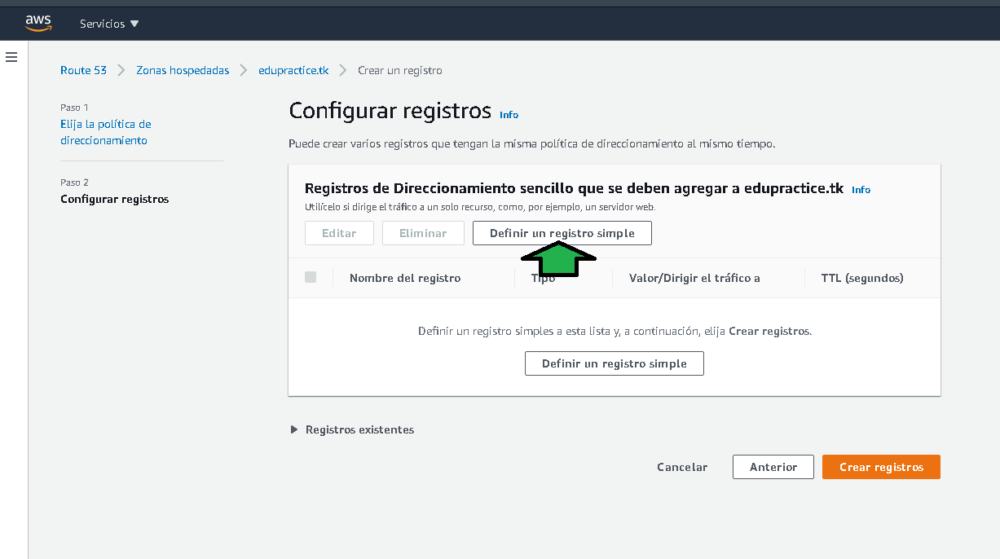 aws Servicios
Route 53 Zonas hospedadas edupractice.tk Crear un registro
Paso 1
Elija la política de
direccionamiento
Paso 2
Configurar registros
Configurar registros Info
Puede crear varios registros que tengan la misma política de direccionamiento al mismo tiempo.
Registros de Direccionamiento sencillo que se deben agregar a edupractice.tk Info
Utilícelo si dirige el tráfico a un solo recurso, como, por ejemplo, un servidor web.
Editar Eliminar Definir un registro simple
Nombre del registro Tipo Valor/Dirigir el tráfico a TTL (segundos)
Definir un registro simples a esta lista y, a continuación, elija Crear registros.
Definir un registro simple
Registros existentes
Cancelar Anterior Crear registros